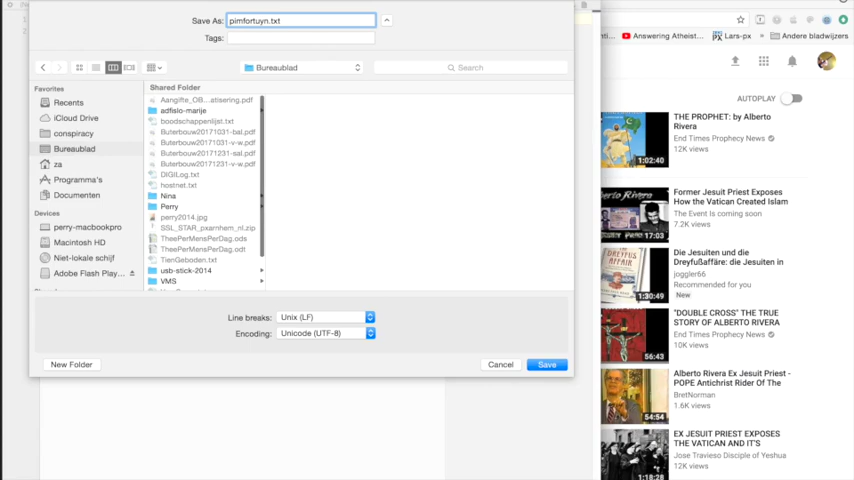 Save As: pimfortuyn.txt
Tags:
Bureaublad
Search
Favorites
Recents
iCloud Drive
conspiracy
Bureaublad
za
Programma's
Documenten
Devices
perry-macbookpro
Macintosh HD
Niet-lokale schijf
Adobe Flash Play...
Shared Folder
Aangifte_OB...atisering.pdf
adfislo-marije
boodschappenlijst.txt
Buterbouw20171031-bal.pdf
Buterbouw20171031-v-w.pdf
Buterbouw20171231-sal.pdf
Buterbouw20171231-v-w.pdf
DIGILog.txt
hostnet.txt
Nina
Perry
perry2014.jpg
SSL_STAR_pxarnhem_nl.zip
TheePerMensPerDag.ods
TheePerMensPerDag.odt
TienGeboden.txt
usb-stick-2014
VMS
Line breaks: Unix (LF)
Encoding: Unicode (UTF-8)
New Folder
Cancel
Save
Answering Atheist...
Lars-px
Andere bladwijzers
AUTOPLAY
THE PROPHET: by Alberto
Rivera
End Times Prophecy News
12K views
1:02:40
Former Jesuit Priest Exposes
How the Vatican Created Islam
The Event Is coming soon
7.2K views
17:03
Die Jesuiten und die
Dreyfußaffäre: die Jesuiten in
joggler66
Recommended for you
New
1:30:49
"DOUBLE CROSS" THE TRUE
STORY OF ALBERTO RIVERA
End Times Prophecy News
10K views
56:43
Alberto Rivera Ex Jesuit Priest -
POPE Antichrist Rider Of The
BretNorman
1.6K views
54:54
EX JESUIT PRIEST EXPOSES
THE VATICAN AND IT'S
Jose Travieso Disciple of Yeshua
12K views
1:18:28